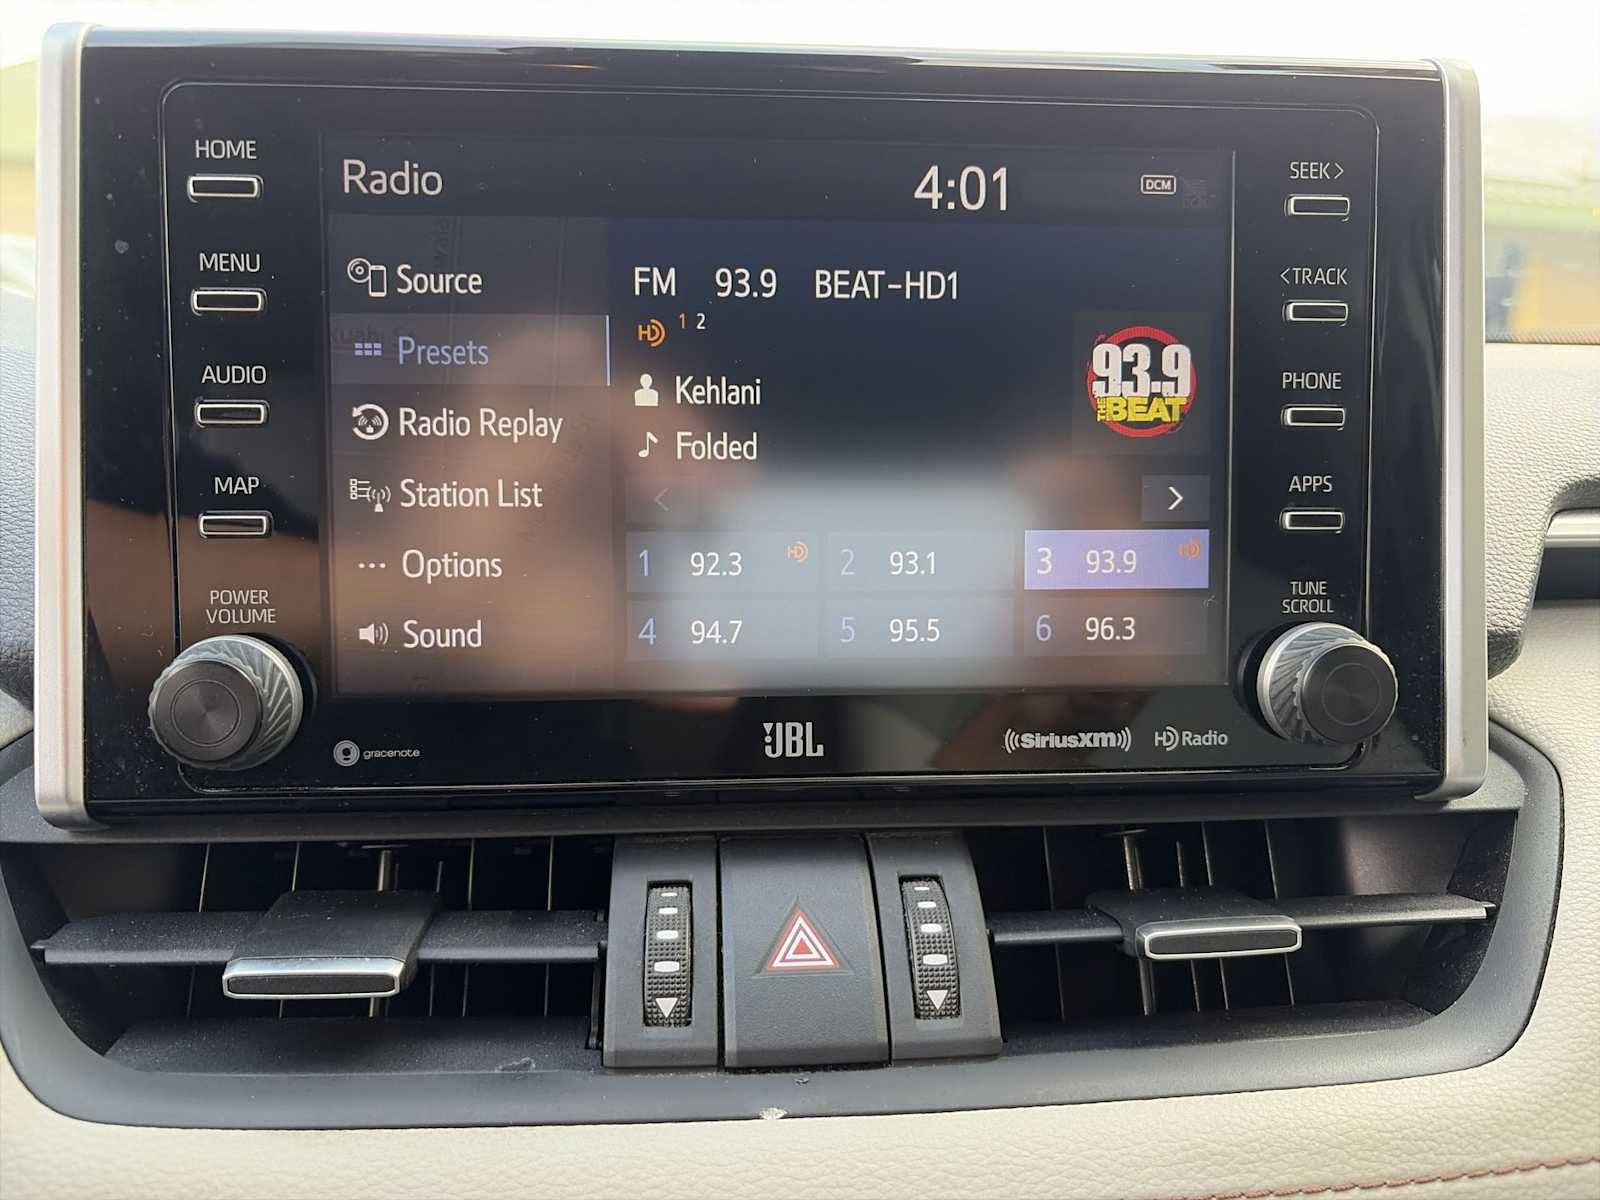 HOME
MENU
AUDIO
MAP
POWER
VOLUME
Radio
4:01
DCM
Source
Presets
Radio Replay
Station List
Options
Sound
FM 93.9 BEAT-HD1
HD 1 2
Kehlani
Folded
93.9
THE BEAT
<
>
1 92.3 HD
2 93.1
3 93.9 HD
4 94.7
5 95.5
6 96.3
SEEK >
< TRACK
PHONE
APPS
TUNE
SCROLL
gracenote
JBL
((SiriusXM))
HD Radio